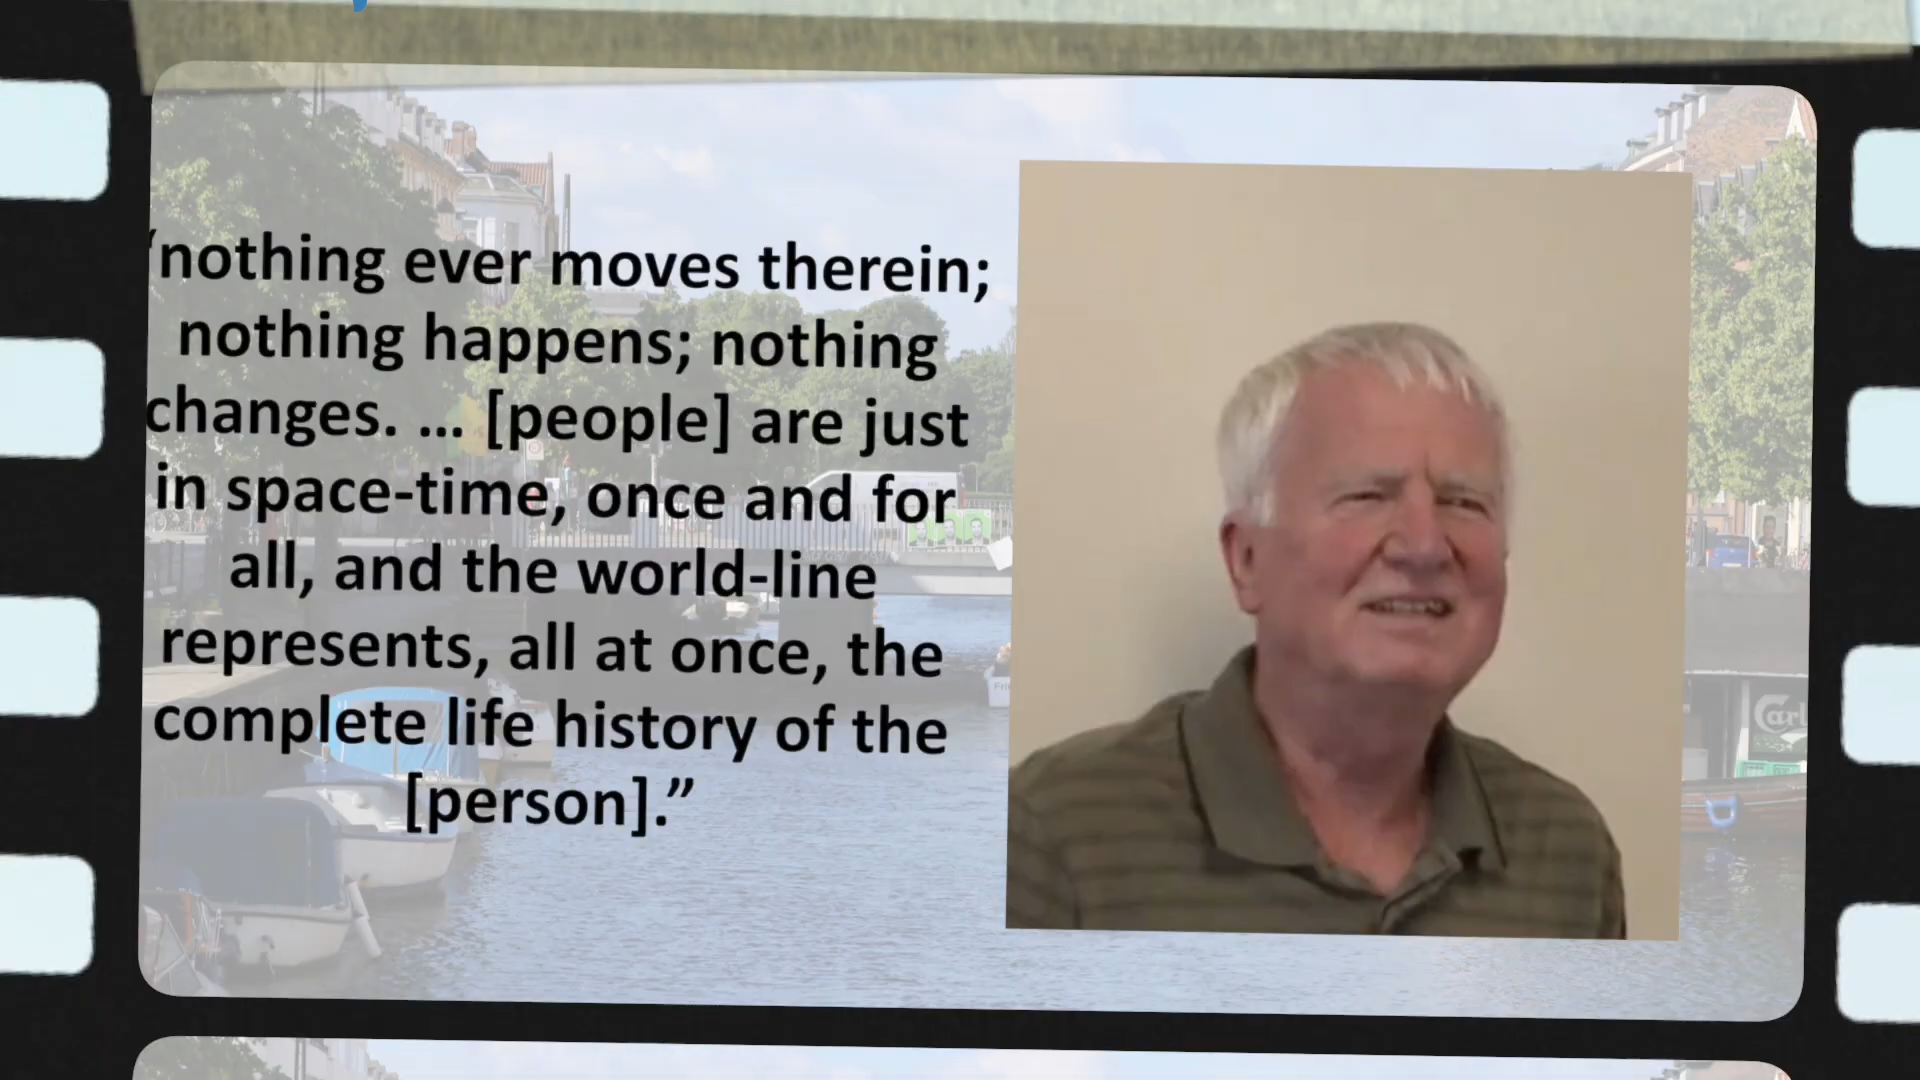 “nothing ever moves therein;
nothing happens; nothing
changes. ... [people] are just
in space-time, once and for
all, and the world-line
represents, all at once, the
complete life history of the
[person].”
Carl